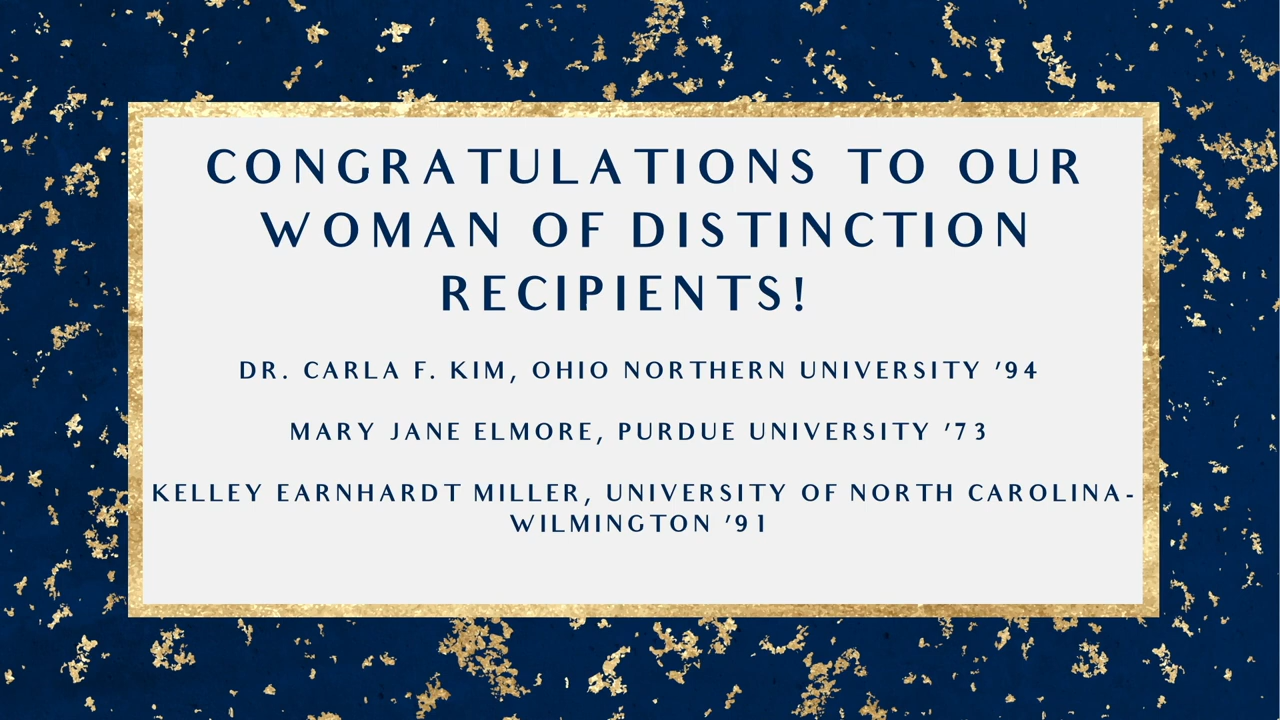 CONGRATULATIONS TO OUR
WOMAN OF DISTINCTION
RECIPIENTS!
DR. CARLA F. KIM, OHIO NORTHERN UNIVERSITY '94
MARY JANE ELMORE, PURDUE UNIVERSITY '73
KELLEY EARNHARDT MILLER, UNIVERSITY OF NORTH CAROLINA-
WILMINGTON '91